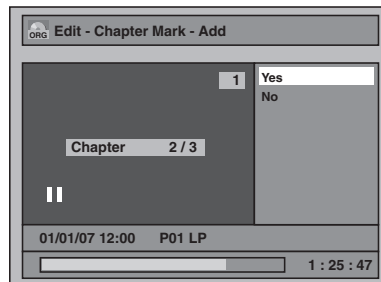 ORG Edit - Chapter Mark - Add
1
Yes
No
Chapter 2 / 3
01/01/07 12:00 P01 LP
1 : 25 : 47